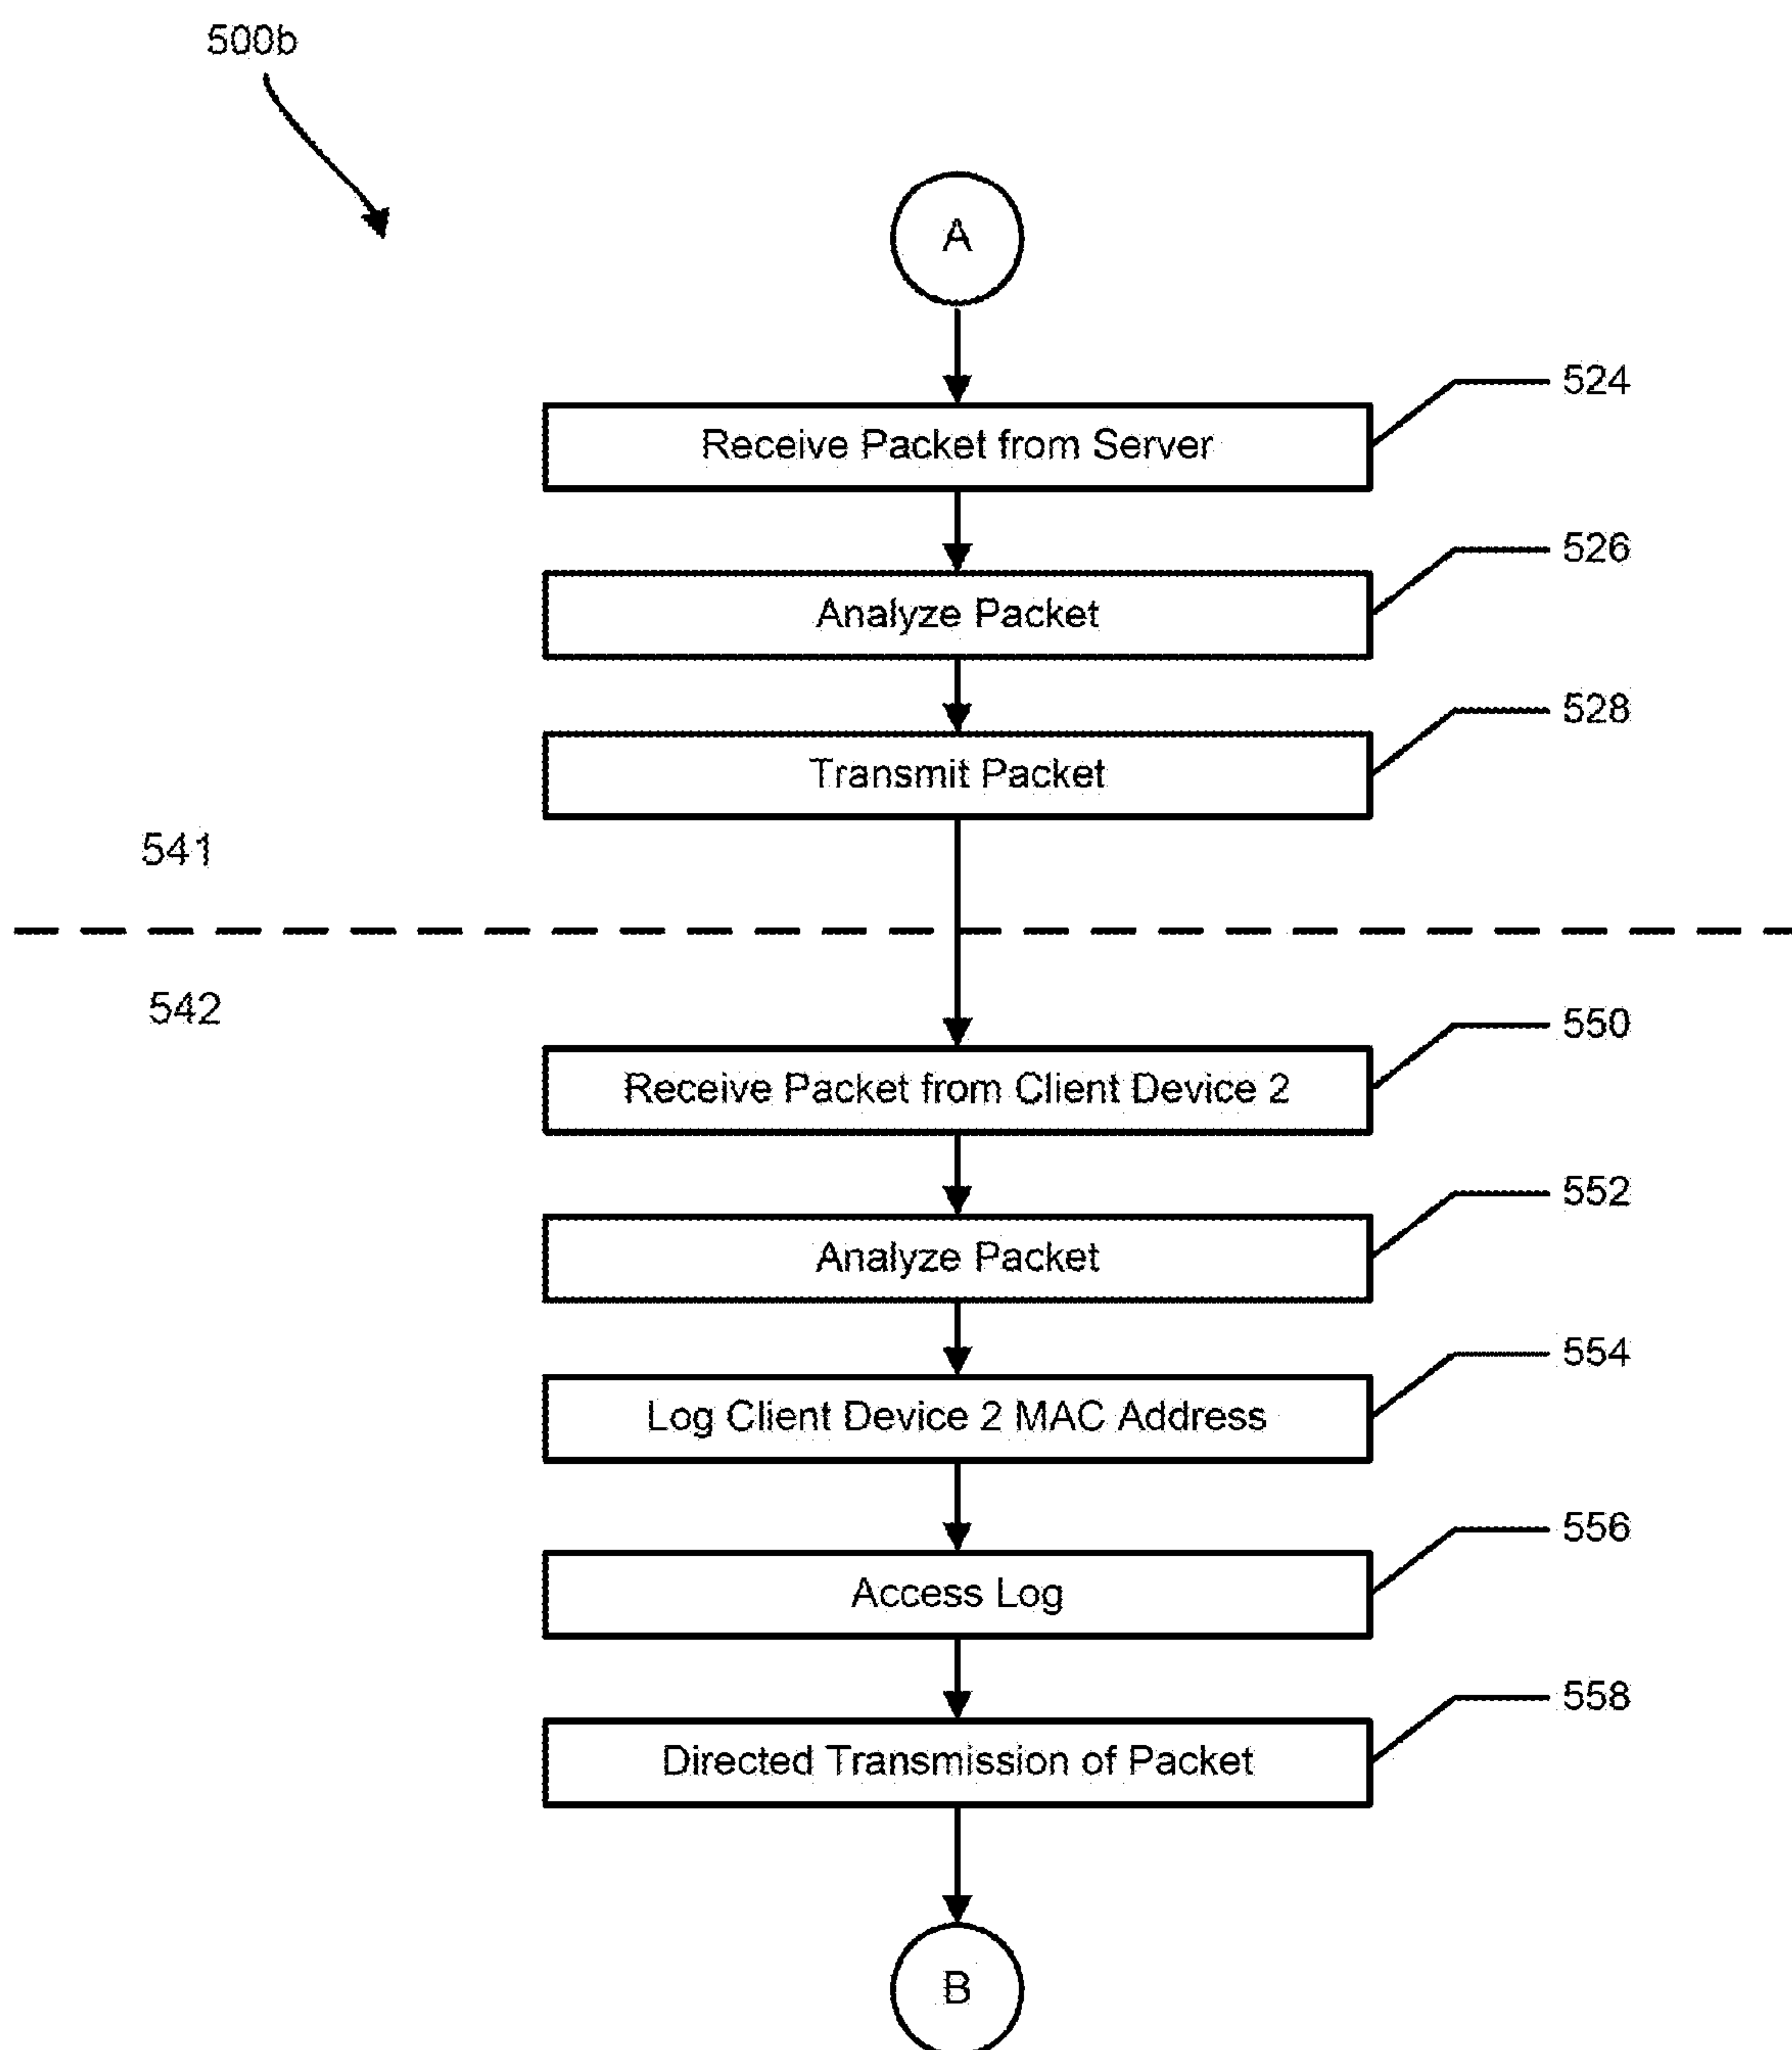 500b
A
524
Receive Packet from Server
526
Analyze Packet
528
Transmit Packet
541
542
550
Receive Packet from Client Device 2
552
Analyze Packet
554
Log Client Device 2 MAC Address
556
Access Log
558
Directed Transmission of Packet
B